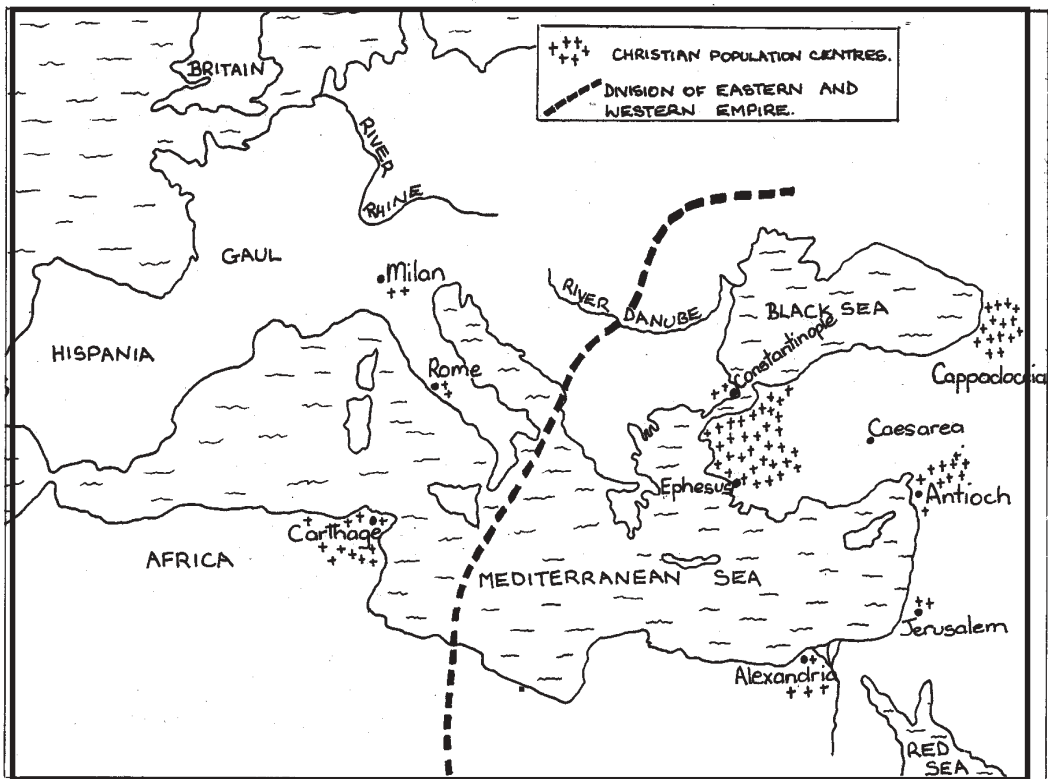 CHRISTIAN POPULATION CENTRES.
DIVISION OF EASTERN AND
WESTERN EMPIRE.
BRITAIN
RIVER
RHINE
GAUL
Milan
RIVER
DANUBE
BLACK SEA
Constantinople
HISPANIA
Rome
Cappadoccia
Caesarea
Ephesus
Antioch
Carthage
AFRICA
MEDITERRANEAN SEA
Jerusalem
Alexandria
RED
SEA